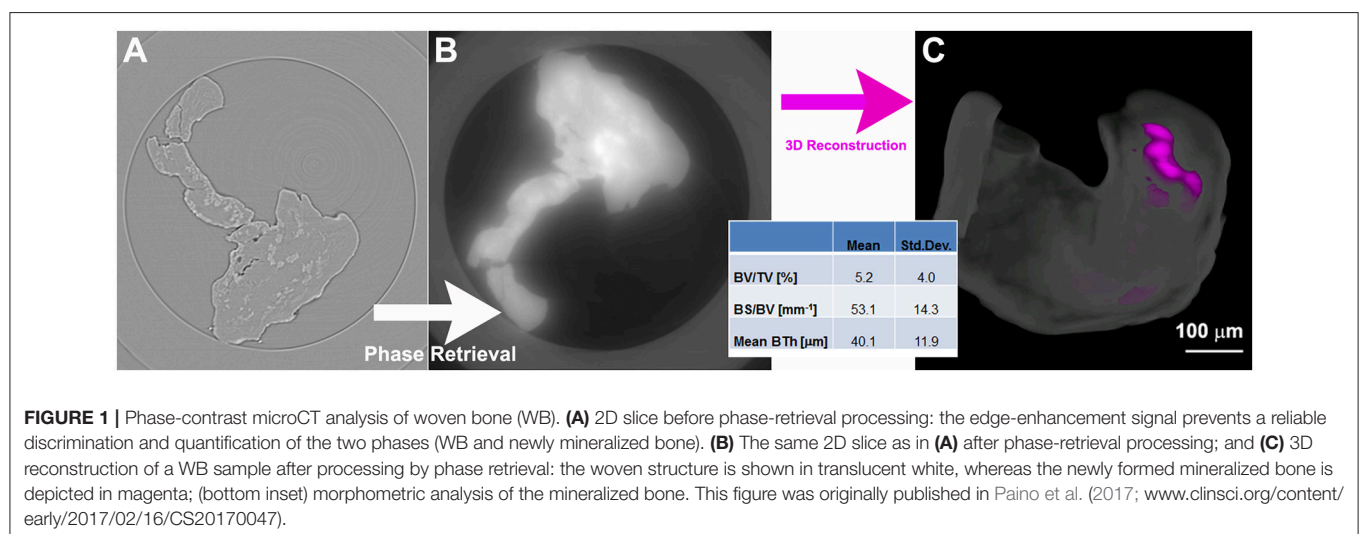 A
B
C
3D Reconstruction
Phase Retrieval
Mean Std.Dev.
BV/TV [%] 5.2 4.0
BS/BV [mm⁻¹] 53.1 14.3
Mean BTh [μm] 40.1 11.9
100 μm
FIGURE 1 | Phase-contrast microCT analysis of woven bone (WB). (A) 2D slice before phase-retrieval processing: the edge-enhancement signal prevents a reliable
discrimination and quantification of the two phases (WB and newly mineralized bone). (B) The same 2D slice as in (A) after phase-retrieval processing; and (C) 3D
reconstruction of a WB sample after processing by phase retrieval: the woven structure is shown in translucent white, whereas the newly formed mineralized bone is
depicted in magenta; (bottom inset) morphometric analysis of the mineralized bone. This figure was originally published in Paino et al. (2017; www.clinsci.org/content/
early/2017/02/16/CS20170047).